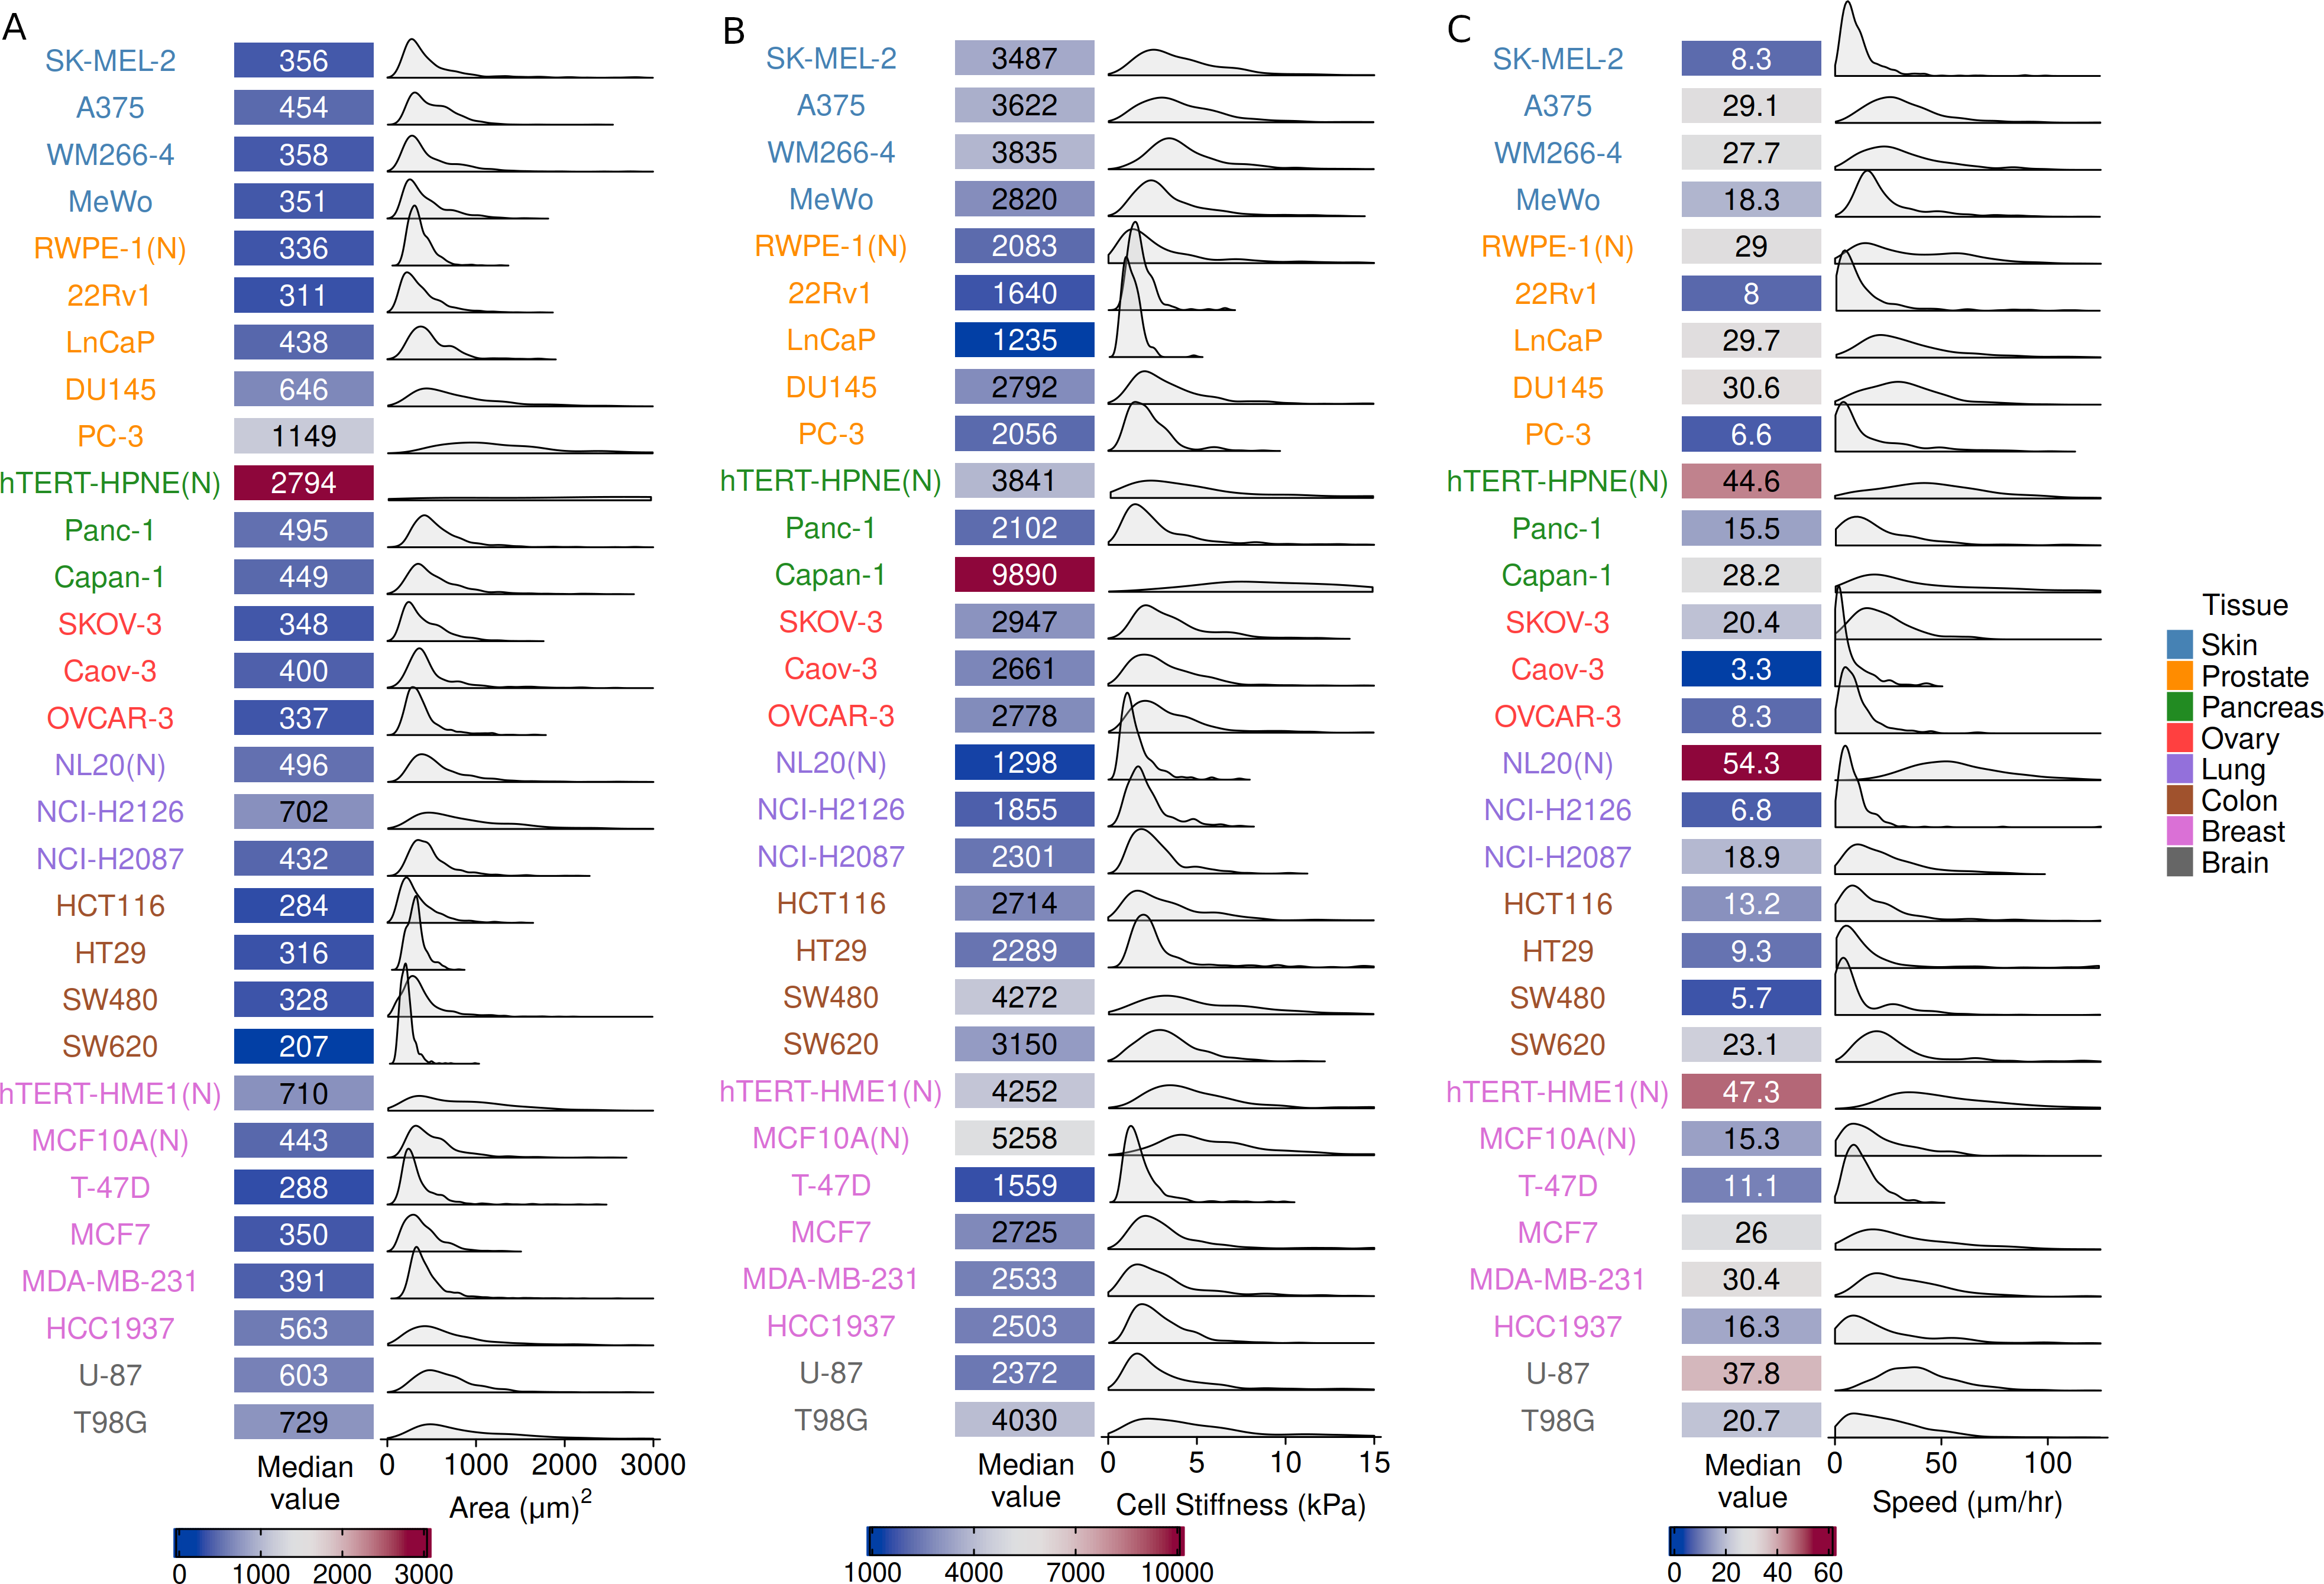 A
SK-MEL-2 356
A375 454
WM266-4 358
MeWo 351
RWPE-1(N) 336
22Rv1 311
LnCaP 438
DU145 646
PC-3 1149
hTERT-HPNE(N) 2794
Panc-1 495
Capan-1 449
SKOV-3 348
Caov-3 400
OVCAR-3 337
NL20(N) 496
NCI-H2126 702
NCI-H2087 432
HCT116 284
HT29 316
SW480 328
SW620 207
hTERT-HME1(N) 710
MCF10A(N) 443
T-47D 288
MCF7 350
MDA-MB-231 391
HCC1937 563
U-87 603
T98G 729
Median
value
0 1000 2000 3000
Area (µm)2
0 1000 2000 3000
B
SK-MEL-2 3487
A375 3622
WM266-4 3835
MeWo 2820
RWPE-1(N) 2083
22Rv1 1640
LnCaP 1235
DU145 2792
PC-3 2056
hTERT-HPNE(N) 3841
Panc-1 2102
Capan-1 9890
SKOV-3 2947
Caov-3 2661
OVCAR-3 2778
NL20(N) 1298
NCI-H2126 1855
NCI-H2087 2301
HCT116 2714
HT29 2289
SW480 4272
SW620 3150
hTERT-HME1(N) 4252
MCF10A(N) 5258
T-47D 1559
MCF7 2725
MDA-MB-231 2533
HCC1937 2503
U-87 2372
T98G 4030
Median
value
0 5 10 15
Cell Stiffness (kPa)
1000 4000 7000 10000
C
SK-MEL-2 8.3
A375 29.1
WM266-4 27.7
MeWo 18.3
RWPE-1(N) 29
22Rv1 8
LnCaP 29.7
DU145 30.6
PC-3 6.6
hTERT-HPNE(N) 44.6
Panc-1 15.5
Capan-1 28.2
SKOV-3 20.4
Caov-3 3.3
OVCAR-3 8.3
NL20(N) 54.3
NCI-H2126 6.8
NCI-H2087 18.9
HCT116 13.2
HT29 9.3
SW480 5.7
SW620 23.1
hTERT-HME1(N) 47.3
MCF10A(N) 15.3
T-47D 11.1
MCF7 26
MDA-MB-231 30.4
HCC1937 16.3
U-87 37.8
T98G 20.7
Median
value
0 50 100
Speed (µm/hr)
0 20 40 60
Tissue
Skin
Prostate
Pancreas
Ovary
Lung
Colon
Breast
Brain